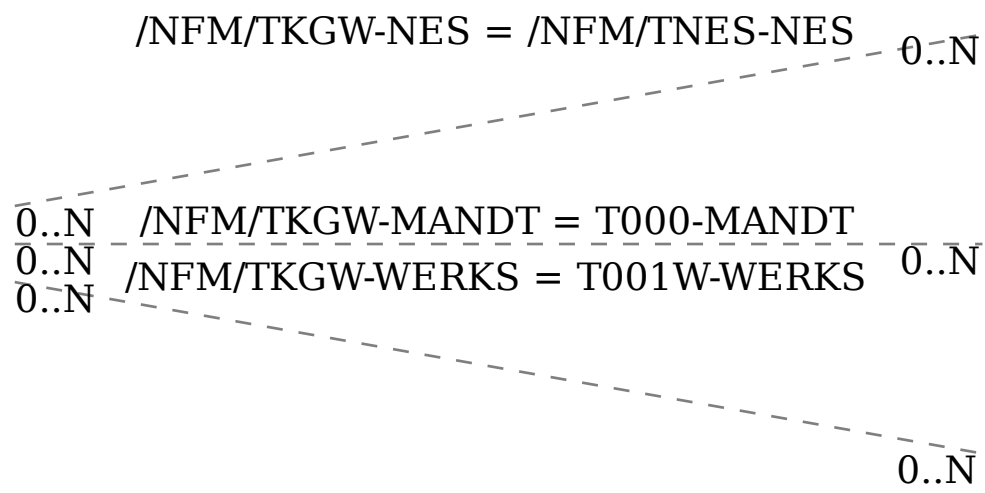 /NFM/TKGW-NES = /NFM/TNES-NES
0..N
0..N
/NFM/TKGW-MANDT = T000-MANDT
0..N
0..N
/NFM/TKGW-WERKS = T001W-WERKS
0..N
0..N